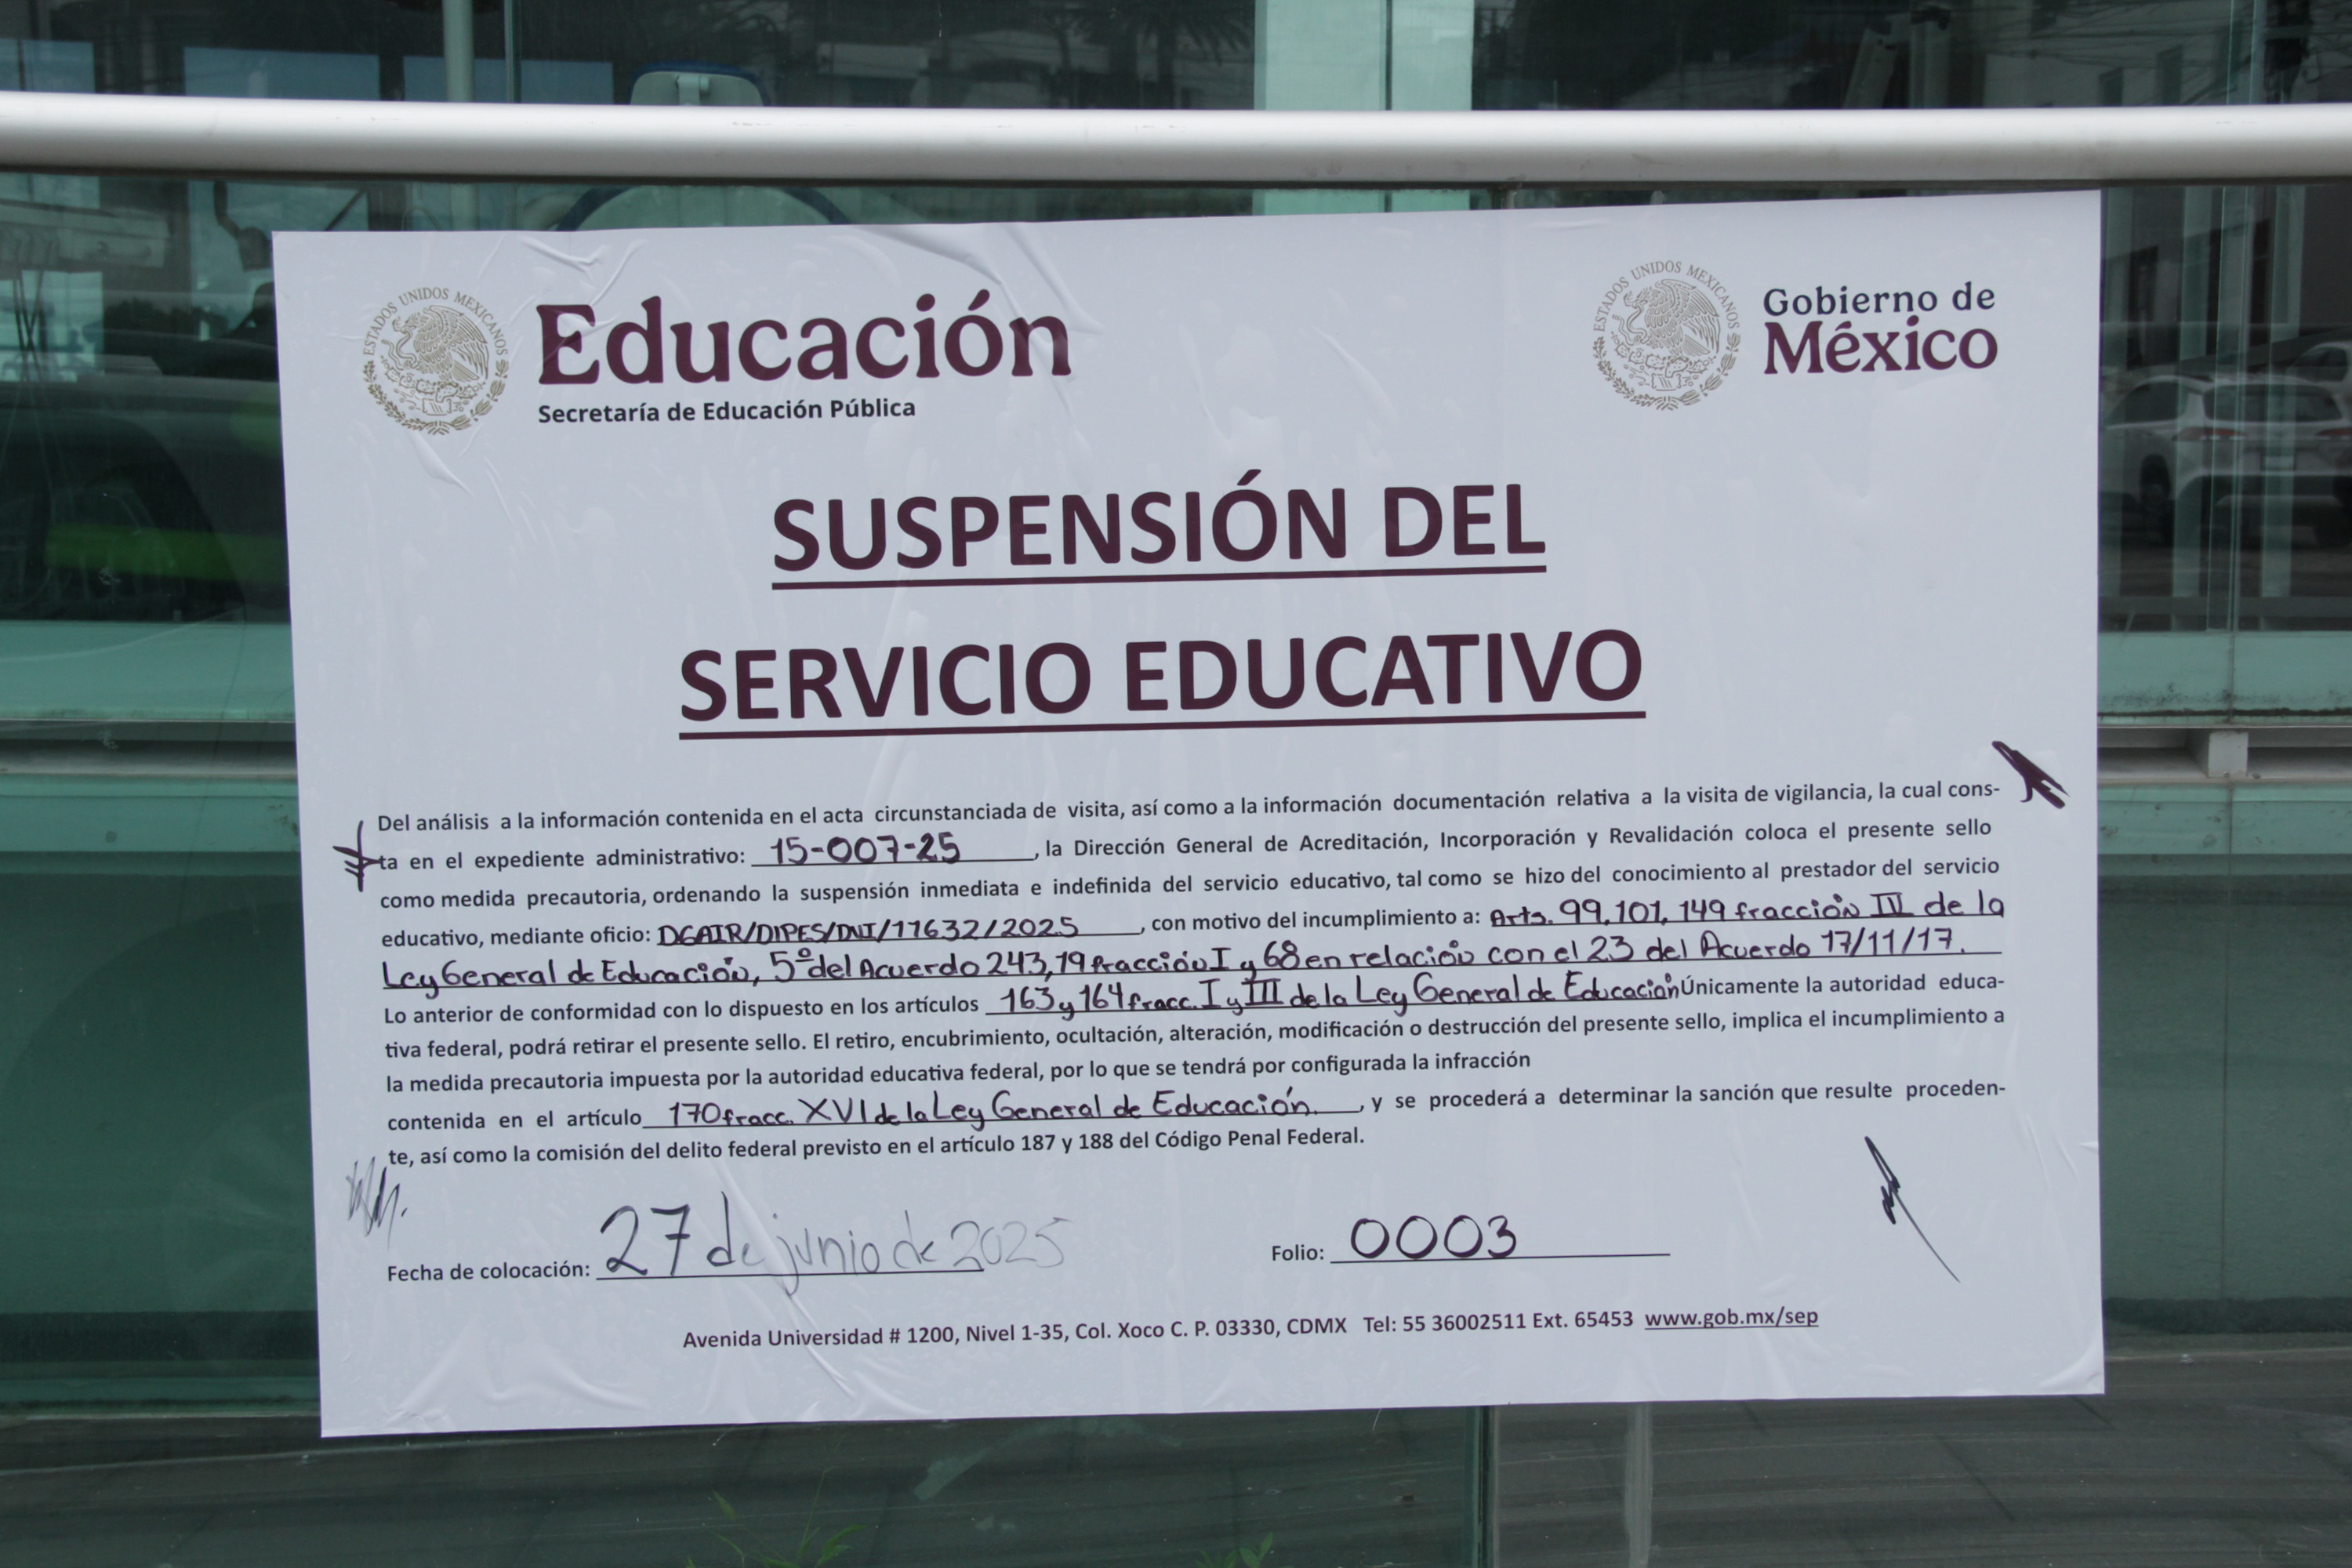 ESTADOS UNIDOS MEXICANOS
Educación
Secretaría de Educación Pública
ESTADOS UNIDOS MEXICANOS
Gobierno de
México
SUSPENSIÓN DEL
SERVICIO EDUCATIVO
Del análisis a la información contenida en el acta circunstanciada de visita, así como a la información documentación relativa a la visita de vigilancia, la cual cons-
ta en el expediente administrativo: 15-007-25, la Dirección General de Acreditación, Incorporación y Revalidación coloca el presente sello
como medida precautoria, ordenando la suspensión inmediata e indefinida del servicio educativo, tal como se hizo del conocimiento al prestador del servicio
educativo, mediante oficio: DGAIR/DIPES/DNI/11632/2025, con motivo del incumplimiento a: Arts. 99, 101, 149 fracción IV de la
Ley General de Educación, 5º del Acuerdo 243, 19 fracción I y 68 en relación con el 23 del Acuerdo 17/11/17.
Lo anterior de conformidad con lo dispuesto en los artículos 163 y 164 fracc. I y III de la Ley General de Educación Únicamente la autoridad educa-
tiva federal, podrá retirar el presente sello. El retiro, encubrimiento, ocultación, alteración, modificación o destrucción del presente sello, implica el incumplimiento a
la medida precautoria impuesta por la autoridad educativa federal, por lo que se tendrá por configurada la infracción
contenida en el artículo 170 fracc. XVI de la Ley General de Educación., y se procederá a determinar la sanción que resulte proceden-
te, así como la comisión del delito federal previsto en el artículo 187 y 188 del Código Penal Federal.
Fecha de colocación: 27 de junio de 2025
Folio: 0003
Avenida Universidad # 1200, Nivel 1-35, Col. Xoco C. P. 03330, CDMX Tel: 55 36002511 Ext. 65453 www.gob.mx/sep